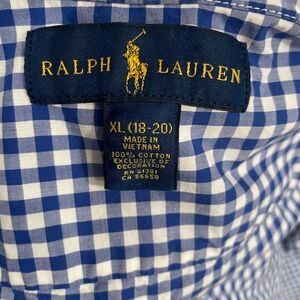 RALPH LAUREN
XL (18-20)
MADE IN
VIETNAM
100% COTTON
EXCLUSIVE OF
DECORATION
RN 41381
CA 56658